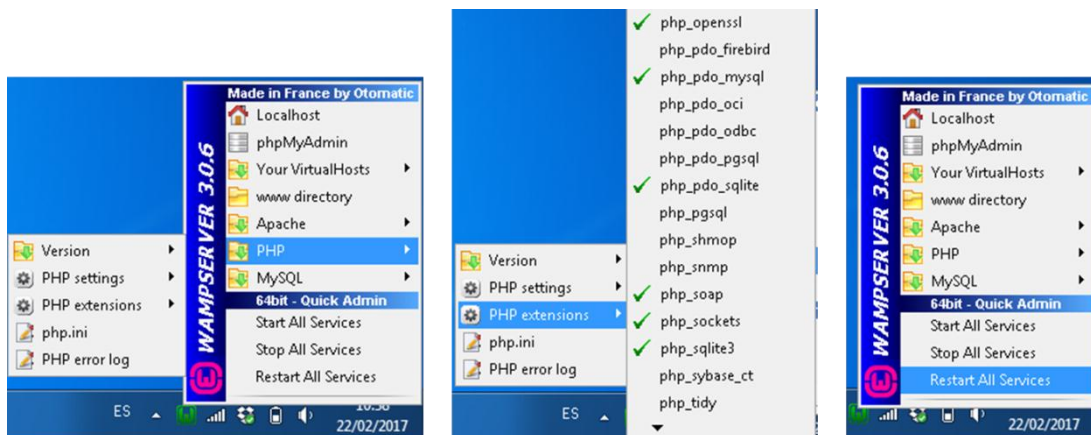 Made in France by Otomatic
Localhost
phpMyAdmin
Your VirtualHosts
www directory
Apache
PHP
MySQL
64bit - Quick Admin
Start All Services
Stop All Services
Restart All Services
WAMPSERVER 3.0.6
Version
PHP settings
PHP extensions
php.ini
PHP error log
ES
22/02/2017
php_openssl
php_pdo_firebird
php_pdo_mysql
php_pdo_oci
php_pdo_odbc
php_pdo_pgsql
php_pdo_sqlite
php_pgsql
php_shmop
php_snmp
php_soap
php_sockets
php_sqlite3
php_sybase_ct
php_tidy
Version
PHP settings
PHP extensions
php.ini
PHP error log
ES
Made in France by Otomatic
Localhost
phpMyAdmin
Your VirtualHosts
www directory
Apache
PHP
MySQL
64bit - Quick Admin
Start All Services
Stop All Services
Restart All Services
WAMPSERVER 3.0.6
22/02/2017